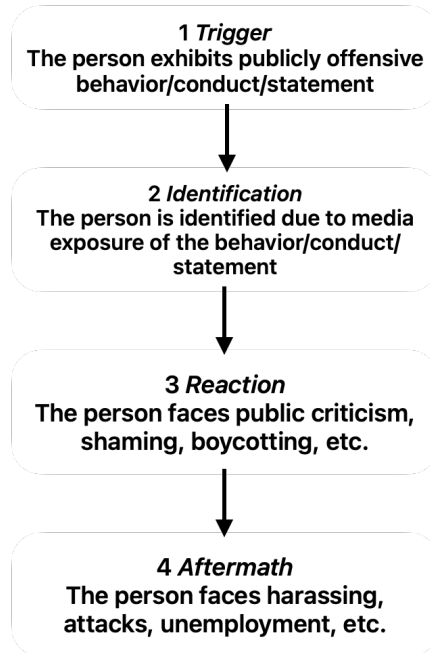 1 Trigger
The person exhibits publicly offensive
behavior/conduct/statement
2 Identification
The person is identified due to media
exposure of the behavior/conduct/
statement
3 Reaction
The person faces public criticism,
shaming, boycotting, etc.
4 Aftermath
The person faces harassing,
attacks, unemployment, etc.